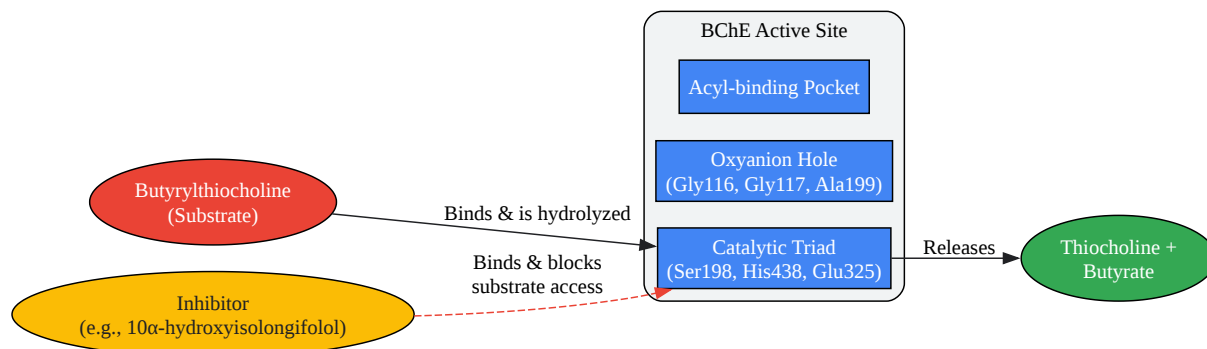 BChE Active Site
Acyl-binding Pocket
Oxyanion Hole
(Gly116, Gly117, Ala199)
Butyrylthiocholine
(Substrate)
Binds & is hydrolyzed
Catalytic Triad
(Ser198, His438, Glu325)
Releases
Thiocholine +
Butyrate
Binds & blocks
substrate access
Inhibitor
(e.g., 10α-hydroxyisolongifolol)